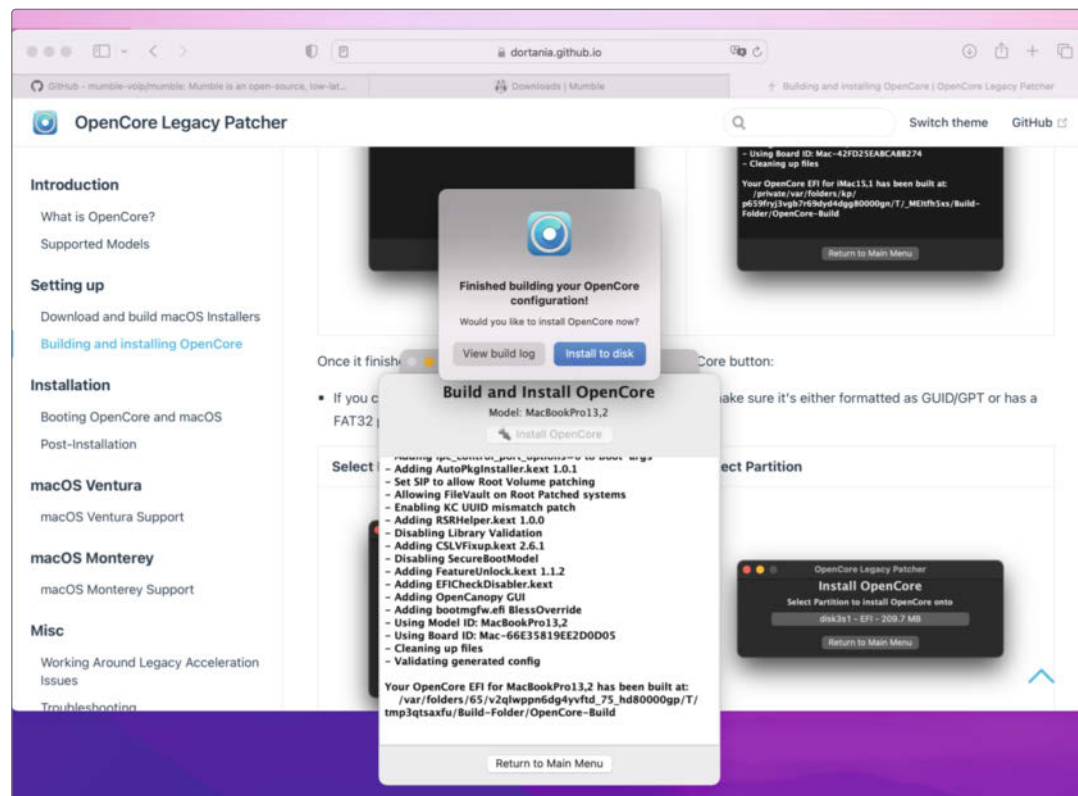 dortania.github.io
GitHub - mumble-voip/mumble: Mumble is an open-source, low-lat...
Downloads | Mumble
Building and installing OpenCore | OpenCore Legacy Patcher
OpenCore Legacy Patcher
Switch theme
GitHub
Introduction
What is OpenCore?
Supported Models
Setting up
Download and build macOS Installers
Building and installing OpenCore
Installation
Booting OpenCore and macOS
Post-Installation
macOS Ventura
macOS Ventura Support
macOS Monterey
macOS Monterey Support
Misc
Working Around Legacy Acceleration
Issues
Troubleshooting
- Using Board ID: Mac-42FD25EABCABB274
- Cleaning up files
Your OpenCore EFI for iMac15,1 has been built at:
/private/var/folders/kp/
p659fryj3vgb7r69dyd4dgg80000gn/T/_MEItfh5xs/Build-
Folder/OpenCore-Build
Return to Main Menu
Finished building your OpenCore
configuration!
Would you like to install OpenCore now?
View build log
Install to disk
Once it finish
Core button:
• If you c
ake sure it's either formatted as GUID/GPT or has a
FAT32
Select
ect Partition
Build and Install OpenCore
Model: MacBookPro13,2
Install OpenCore
- Adding ipc_control_port_options=0 to boot-args
- Adding AutoPkgInstaller.kext 1.0.1
- Set SIP to allow Root Volume patching
- Allowing FileVault on Root Patched systems
- Enabling KC UUID mismatch patch
- Adding RSRHelper.kext 1.0.0
- Disabling Library Validation
- Adding CSLVFixup.kext 2.6.1
- Disabling SecureBootModel
- Adding FeatureUnlock.kext 1.1.2
- Adding EFICheckDisabler.kext
- Adding OpenCanopy GUI
- Adding bootmgfw.efi BlessOverride
- Using Model ID: MacBookPro13,2
- Using Board ID: Mac-66E35819EE2D0D05
- Cleaning up files
- Validating generated config
Your OpenCore EFI for MacBookPro13,2 has been built at:
/var/folders/65/v2qlwppn6dg4yvftd_75_hd80000gp/T/
tmp3qtsaxfu/Build-Folder/OpenCore-Build
Return to Main Menu
OpenCore Legacy Patcher
Install OpenCore
Select Partition to install OpenCore onto
disk3s1 - EFI - 209.7 MB
Return to Main Menu